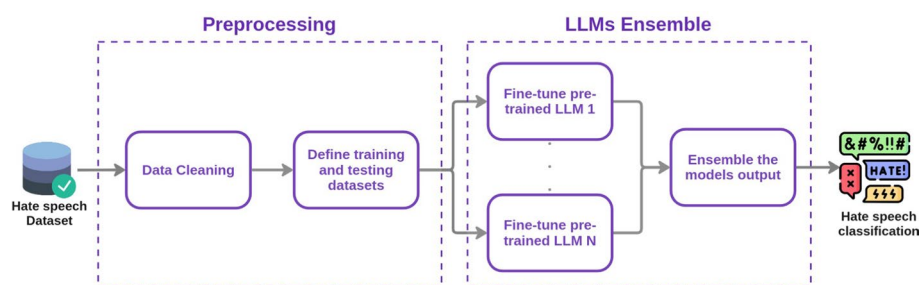 Preprocessing
LLMs Ensemble
Hate speech
Dataset
Data Cleaning
Define training
and testing
datasets
Fine-tune pre-
trained LLM 1
Fine-tune pre-
trained LLM N
Ensemble the
models output
&#%!!#
HATE!
Hate speech
classification